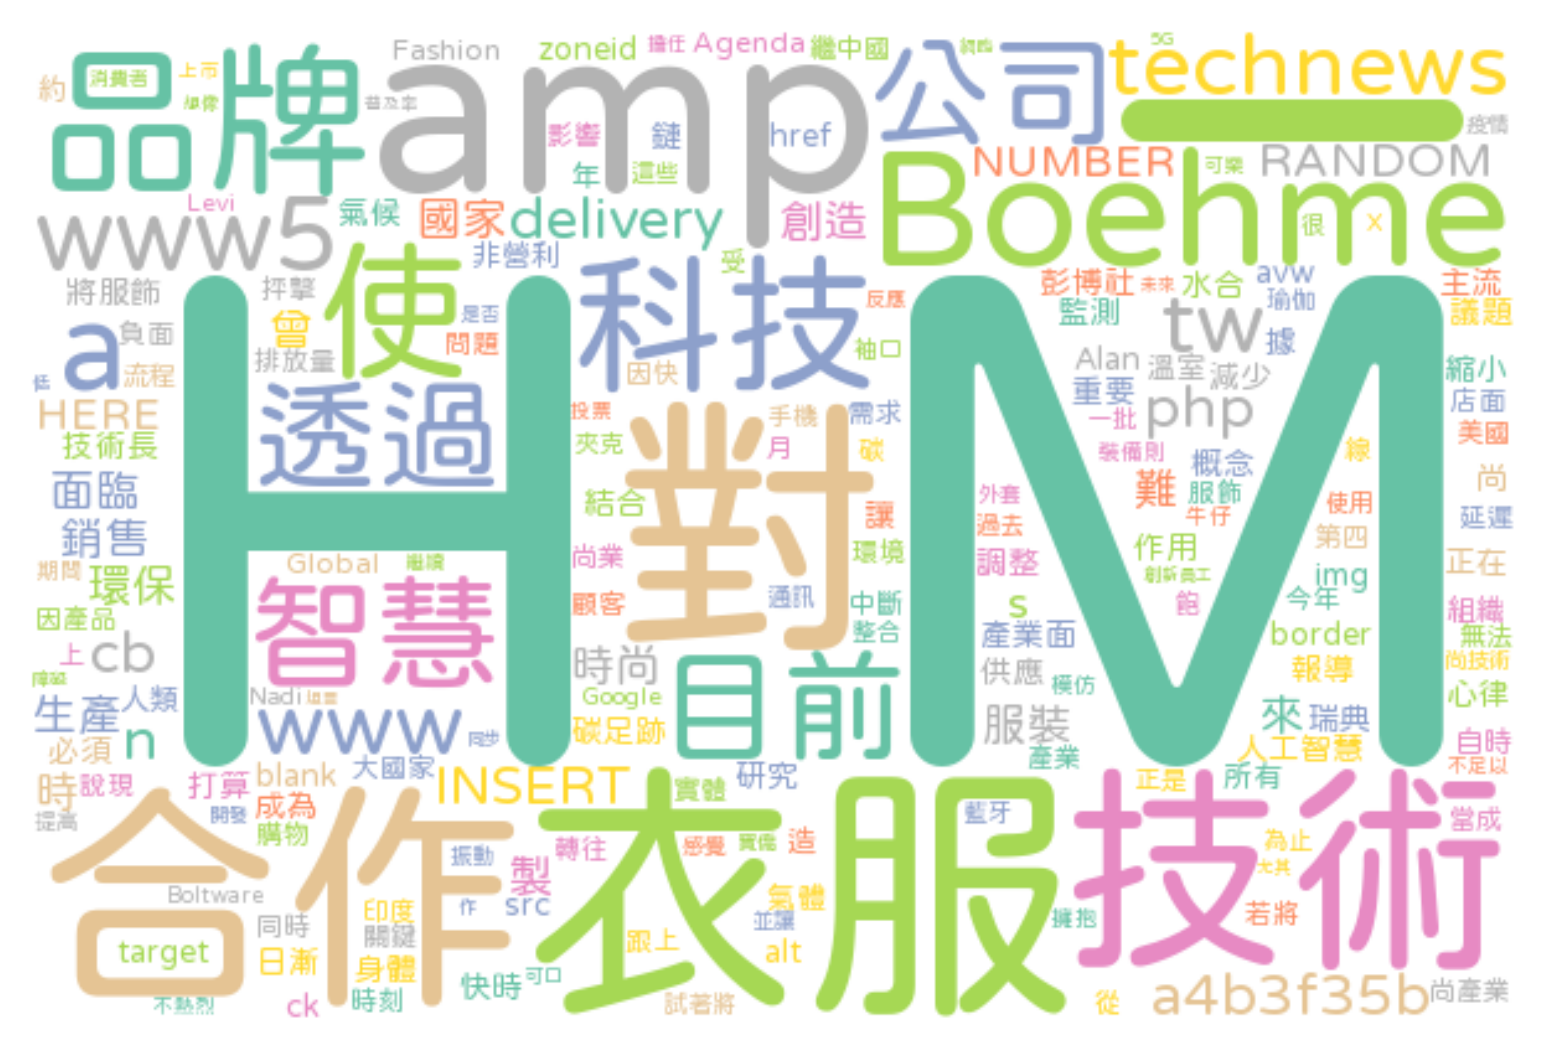 Fashion zoneid 擔任 Agenda 繼中國 5G
品牌 amp 公司 technews
約 消費者 上市 想像 普及率 疫情
影響 鏈 href NUMBER 可樂 RANDOM
年 這些 Boehme
Levi 氣候 國家 delivery 創造 很 x
www5 非營利 受
使 科技 彭博社 未來 水合 avw 主流
將服飾 抨擊 反應 監測 瑜伽 議題
a 負面 曾 是否 tw 據
排放量 問題 袖口 Alan 溫室 減少 縮小
低 流程 因快 重要 php 店面
HERE 透過 投票 手機 需求 一批 美國
技術長 夾克 月 碳 裝備則 線
對 概念 尚
面臨 外套 難 服飾 使用
結合 讓 過去 牛仔 延遲
銷售 H M
Global 繼續 尚業 環境 調整 作用 第四 正在
期間 環保 創新員工 img
智慧 顧客 通訊 中斷 s 飽 今年 組織
因產品 整合 產業面 border 無法
上 cb 時尚 供應 報導 尚技術
模仿
Nadi Google 目前 心律
生產 人類 www 碳足跡 服裝 來 瑞典
n 同步 自時
必須 產業 人工智慧 不足以
時 說現 打算 blank 大國家 INSERT 實體 研究 正是 所有
提高 開發 成為 藍牙 當成
購物 為止
合作 衣服 技術
振動 製 轉往 感覺 造 尤其
Boltware 作 src 氣體
同時 印度 並讓 擁抱 若將
關鍵 跟上
target 日漸 身體 alt
快時 可口
不熱烈 ck 時刻 試著將 從 a4b3f35b 尚產業